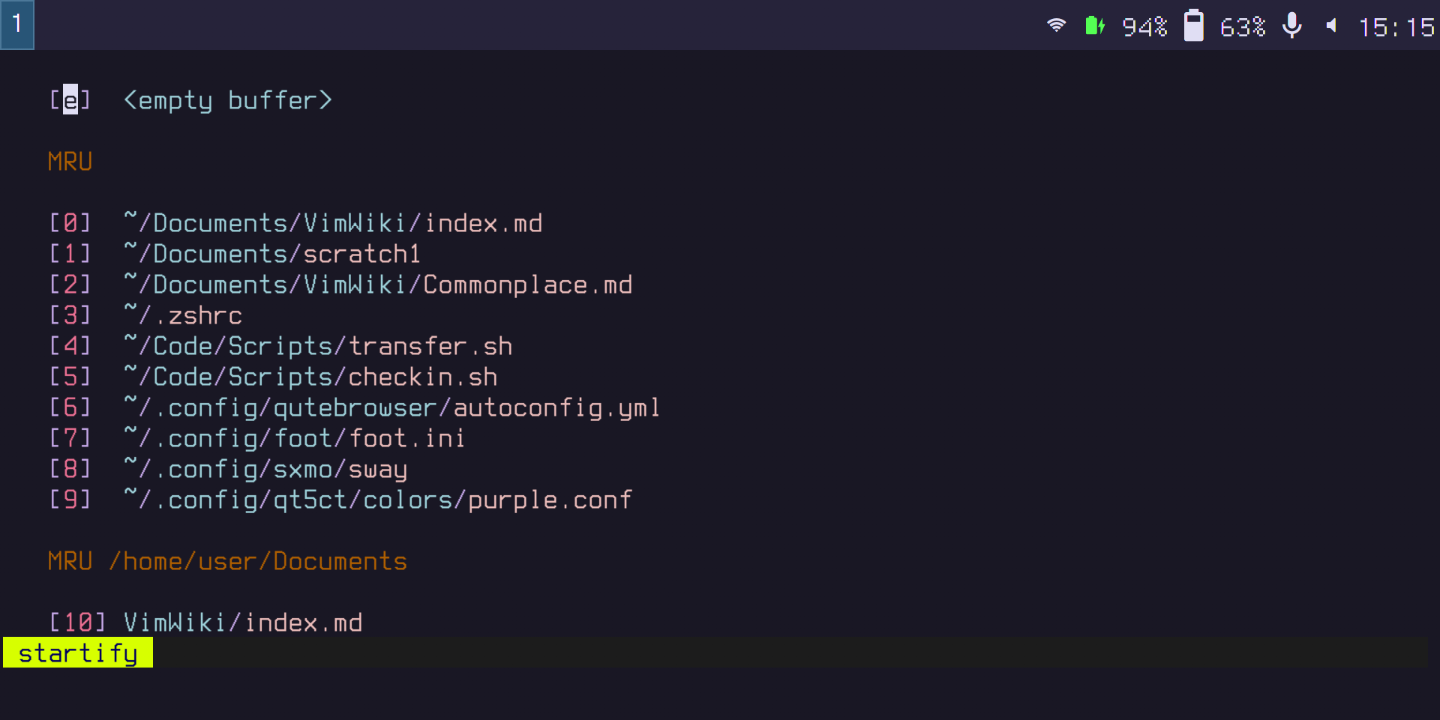 1 94% 63% 15:15
[e] <empty buffer>
MRU
[0] ~/Documents/VimWiki/index.md
[1] ~/Documents/scratch1
[2] ~/Documents/VimWiki/Commonplace.md
[3] ~/.zshrc
[4] ~/Code/Scripts/transfer.sh
[5] ~/Code/Scripts/checkin.sh
[6] ~/.config/qutebrowser/autoconfig.yml
[7] ~/.config/foot/foot.ini
[8] ~/.config/sxmo/sway
[9] ~/.config/qt5ct/colors/purple.conf
MRU /home/user/Documents
[10] VimWiki/index.md
startify